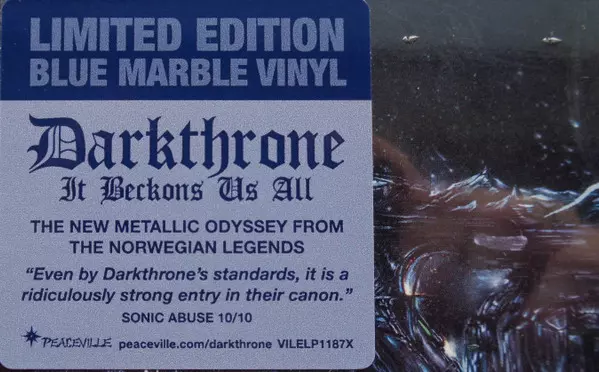 LIMITED EDITION
BLUE MARBLE VINYL
Darkthrone
It Beckons Us All
THE NEW METALLIC ODYSSEY FROM
THE NORWEGIAN LEGENDS
“Even by Darkthrone’s standards, it is a
ridiculously strong entry in their canon.”
SONIC ABUSE 10/10
PEACEVILLE peaceville.com/darkthrone VILELP1187X